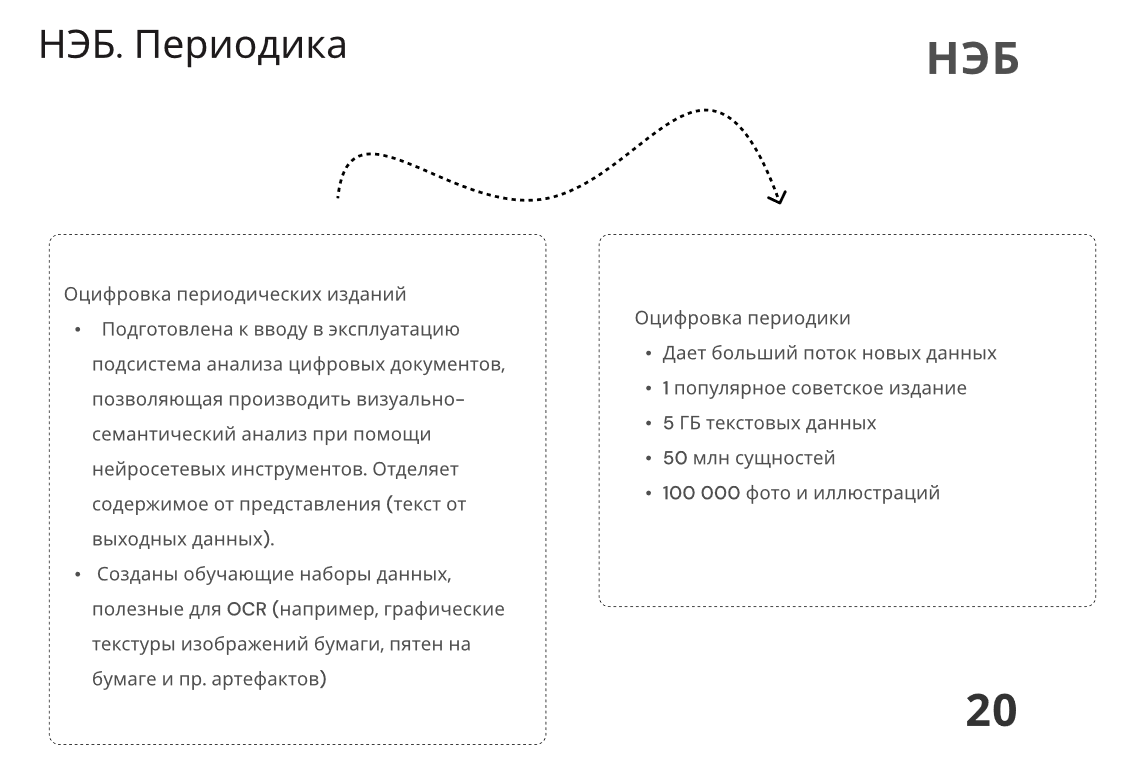 НЭБ. Периодика
НЭБ
Оцифровка периодических изданий
• Подготовлена к вводу в эксплуатацию
подсистема анализа цифровых документов,
позволяющая производить визуально-
семантический анализ при помощи
нейросетевых инструментов. Отделяет
содержимое от представления (текст от
выходных данных).
• Созданы обучающие наборы данных,
полезные для OCR (например, графические
текстуры изображений бумаги, пятен на
бумаге и пр. артефактов)
Оцифровка периодики
• Дает больший поток новых данных
• 1 популярное советское издание
• 5 ГБ текстовых данных
• 50 млн сущностей
• 100 000 фото и иллюстраций
20